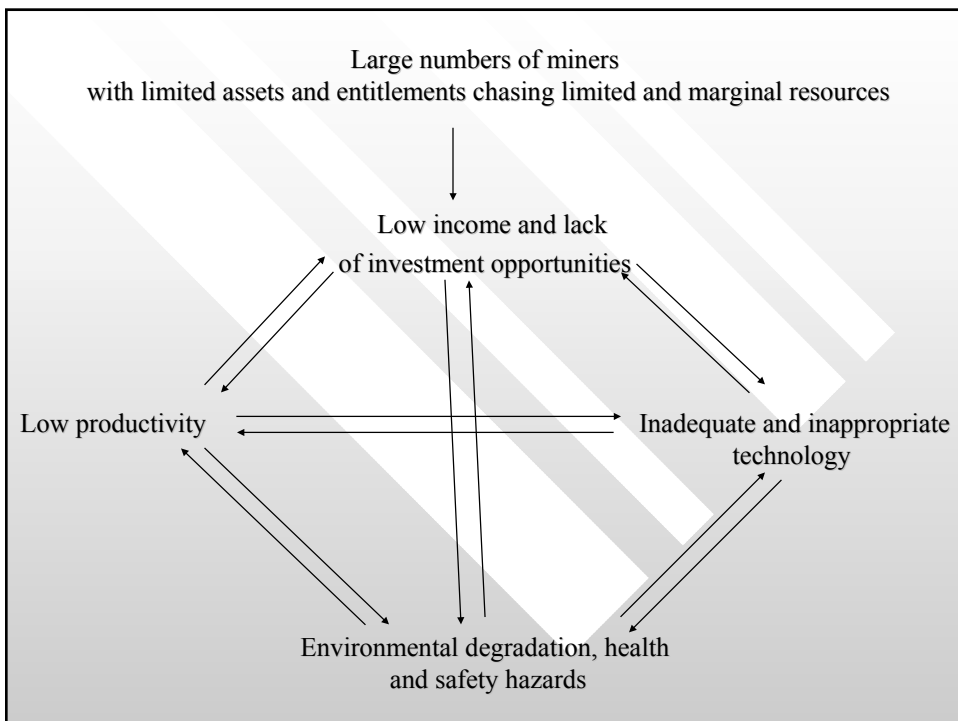 Large numbers of miners
with limited assets and entitlements chasing limited and marginal resources
Low income and lack
of investment opportunities
Low productivity
Inadequate and inappropriate
technology
Environmental degradation, health
and safety hazards